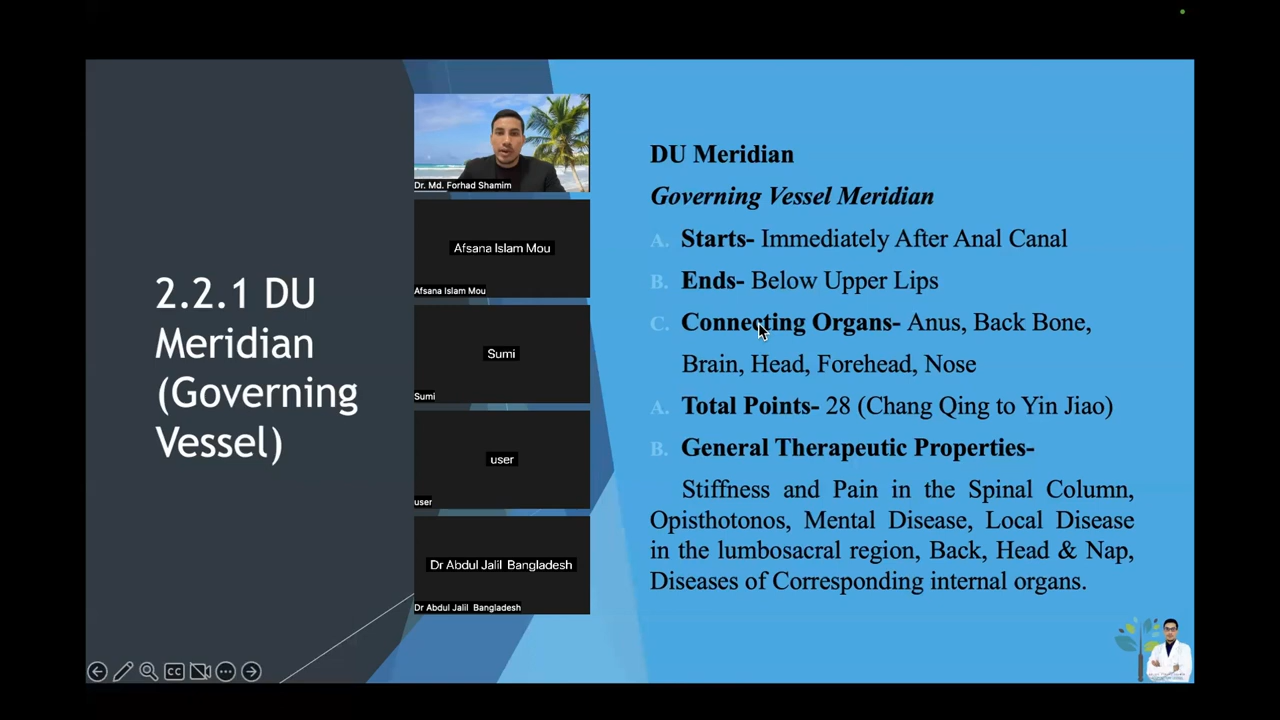 2.2.1 DU
Meridian
(Governing
Vessel)
Dr. Md. Forhad Shamim
Afsana Islam Mou
Afsana Islam Mou
Sumi
Sumi
user
user
Dr Abdul Jalil Bangladesh
Dr Abdul Jalil Bangladesh
DU Meridian
Governing Vessel Meridian
A. Starts- Immediately After Anal Canal
B. Ends- Below Upper Lips
C. Connecting Organs- Anus, Back Bone,
Brain, Head, Forehead, Nose
A. Total Points- 28 (Chang Qing to Yin Jiao)
B. General Therapeutic Properties-
Stiffness and Pain in the Spinal Column,
Opisthotonos, Mental Disease, Local Disease
in the lumbosacral region, Back, Head & Nap,
Diseases of Corresponding internal organs.
CC